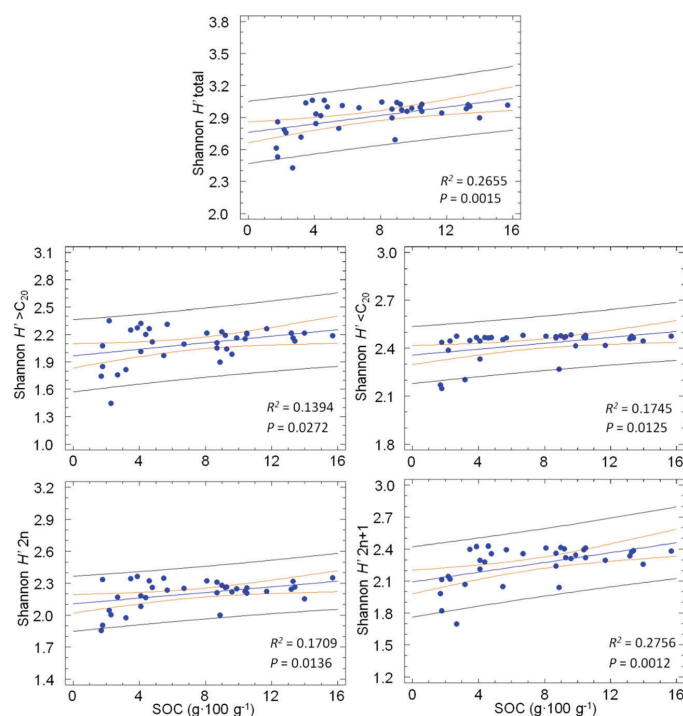 3.8
3.5
3.2
2.9
2.6
2.3
2.0
Shannon H' total
0 4 8 12 16
R² = 0.2655
P = 0.0015
3.1
2.8
2.5
2.2
1.9
1.6
1.3
1.0
Shannon H' >C₂₀
0 4 8 12 16
R² = 0.1394
P = 0.0272
3.0
2.7
2.4
2.1
1.8
Shannon H' <C₂₀
0 4 8 12 16
R² = 0.1745
P = 0.0125
3.2
2.9
2.6
2.3
2.0
1.7
1.4
Shannon H' 2n
0 4 8 12 16
SOC (g·100 g⁻¹)
R² = 0.1709
P = 0.0136
3.0
2.7
2.4
2.1
1.8
1.5
1.2
Shannon H' 2n+1
0 4 8 12 16
SOC (g·100 g⁻¹)
R² = 0.2756
P = 0.0012